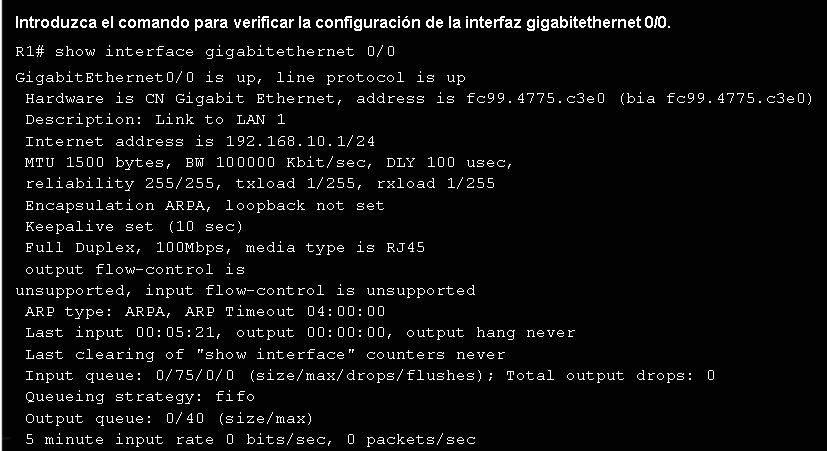 Introduzca el comando para verificar la configuración de la interfaz gigabitethernet 0/0.
R1# show interface gigabitethernet 0/0
GigabitEthernet0/0 is up, line protocol is up
Hardware is CN Gigabit Ethernet, address is fc99.4775.c3e0 (bia fc99.4775.c3e0)
Description: Link to LAN 1
Internet address is 192.168.10.1/24
MTU 1500 bytes, BW 100000 Kbit/sec, DLY 100 usec,
reliability 255/255, txload 1/255, rxload 1/255
Encapsulation ARPA, loopback not set
Keepalive set (10 sec)
Full Duplex, 100Mbps, media type is RJ45
output flow-control is
unsupported, input flow-control is unsupported
ARP type: ARPA, ARP Timeout 04:00:00
Last input 00:05:21, output 00:00:00, output hang never
Last clearing of "show interface" counters never
Input queue: 0/75/0/0 (size/max/drops/flushes); Total output drops: 0
Queueing strategy: fifo
Output queue: 0/40 (size/max)
5 minute input rate 0 bits/sec, 0 packets/sec